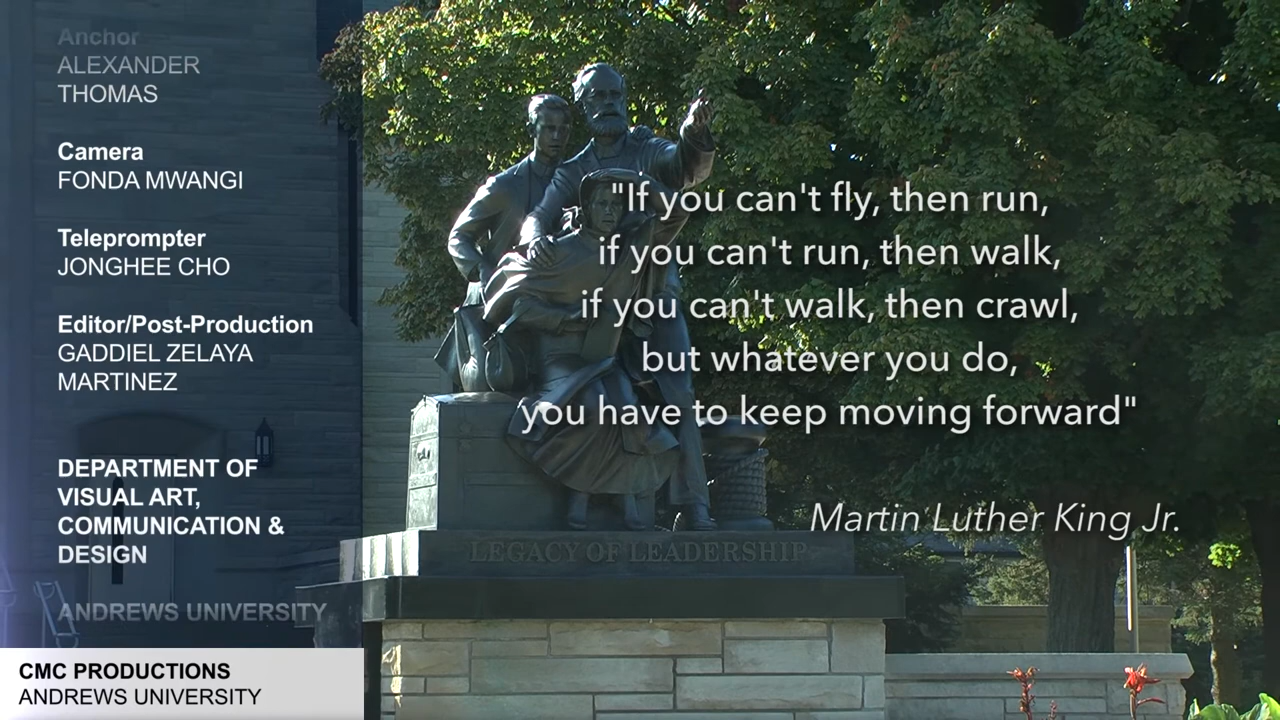 Anchor
ALEXANDER
THOMAS
Camera
FONDA MWANGI
Teleprompter
JONGHEE CHO
Editor/Post-Production
GADDIEL ZELAYA
MARTINEZ
DEPARTMENT OF
VISUAL ART,
COMMUNICATION &
DESIGN
ANDREWS UNIVERSITY
CMC PRODUCTIONS
ANDREWS UNIVERSITY
"If you can't fly, then run,
if you can't run, then walk,
if you can't walk, then crawl,
but whatever you do,
you have to keep moving forward"
Martin Luther King Jr.
LEGACY OF LEADERSHIP